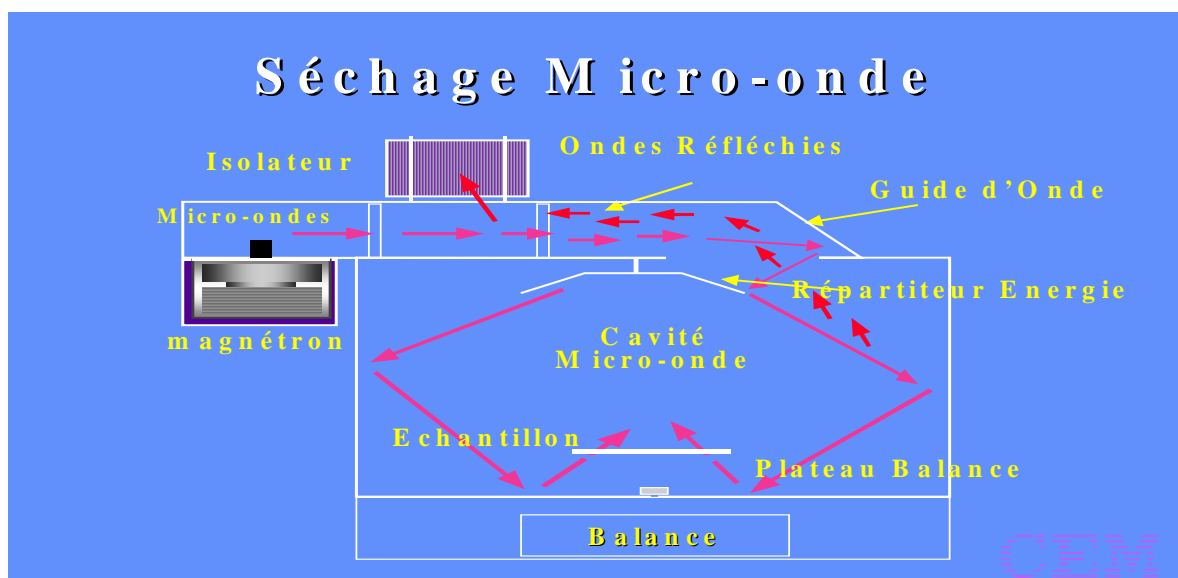 Séchage Micro-onde
Ondes Réfléchies
Isolateur
Guide d'Onde
Micro-ondes
Répartiteur Energie
magnétron
Cavité
Micro-onde
Echantillon
Plateau Balance
Balance
CEM